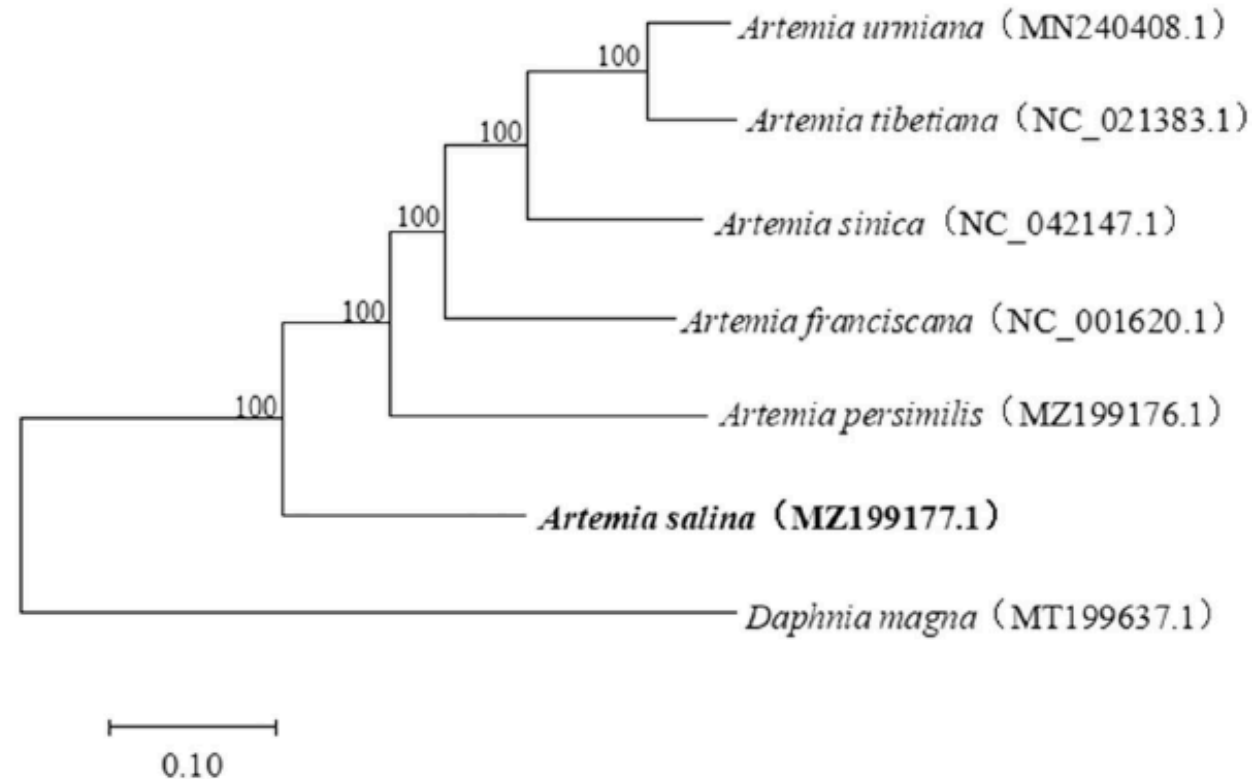 Artemia urmiana（MN240408.1）
100
Artemia tibetiana（NC_021383.1）
100
Artemia sinica（NC_042147.1）
100
Artemia franciscana（NC_001620.1）
100
Artemia persimilis（MZ199176.1）
100
Artemia salina（MZ199177.1）
Daphnia magna（MT199637.1）
0.10